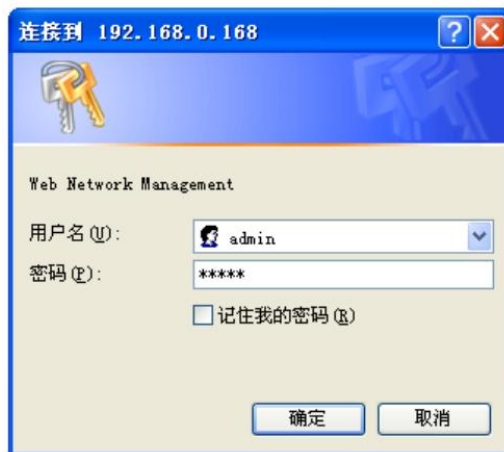 连接到 192.168.0.168
Web Network Management
用户名(U):
admin
密码(P):
*****
记住我的密码(R)
确定
取消